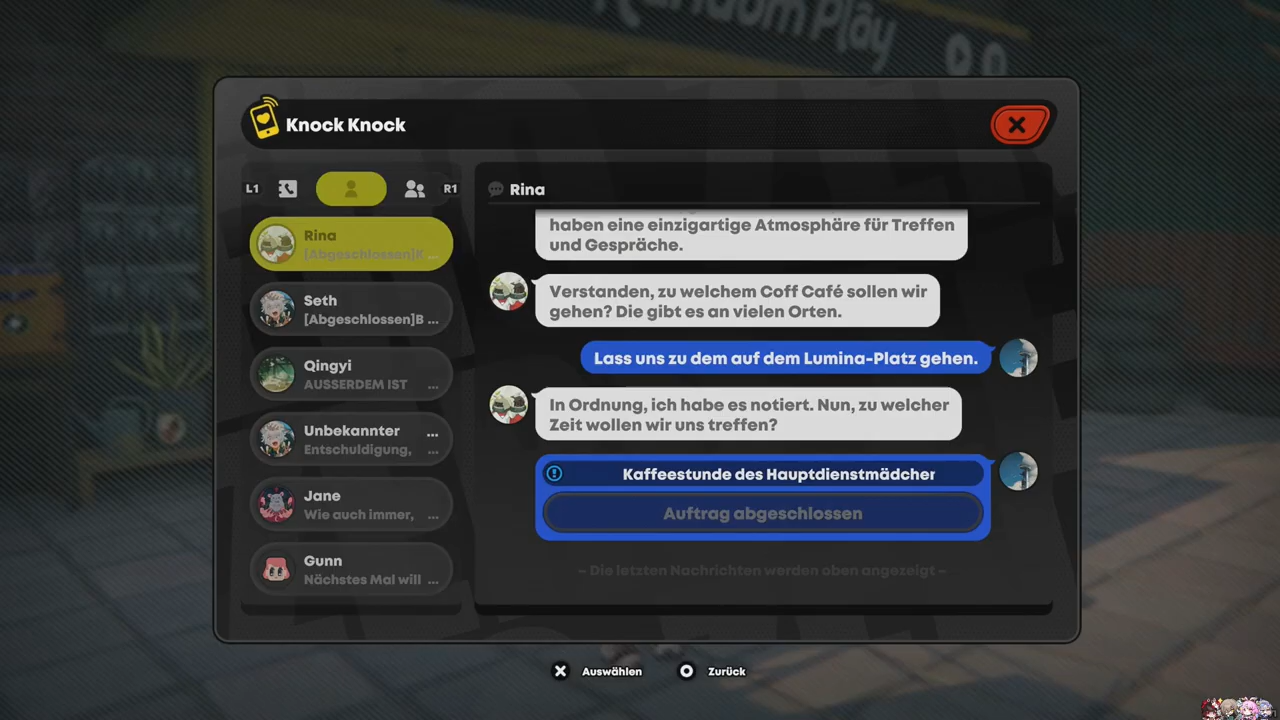 Random Play
Knock Knock
L1
R1
Rina
[Abgeschlossen]K ...
Seth
[Abgeschlossen]B ...
Qingyi
AUSSERDEM IST ...
Unbekannter ...
Entschuldigung, ...
Jane
Wie auch immer, ...
Gunn
Nächstes Mal will ...
Rina
haben eine einzigartige Atmosphäre für Treffen
und Gespräche.
Verstanden, zu welchem Coff Café sollen wir
gehen? Die gibt es an vielen Orten.
Lass uns zu dem auf dem Lumina-Platz gehen.
In Ordnung, ich habe es notiert. Nun, zu welcher
Zeit wollen wir uns treffen?
Kaffeestunde des Hauptdienstmädcher
Auftrag abgeschlossen
– Die letzten Nachrichten werden oben angezeigt –
Auswählen
Zurück